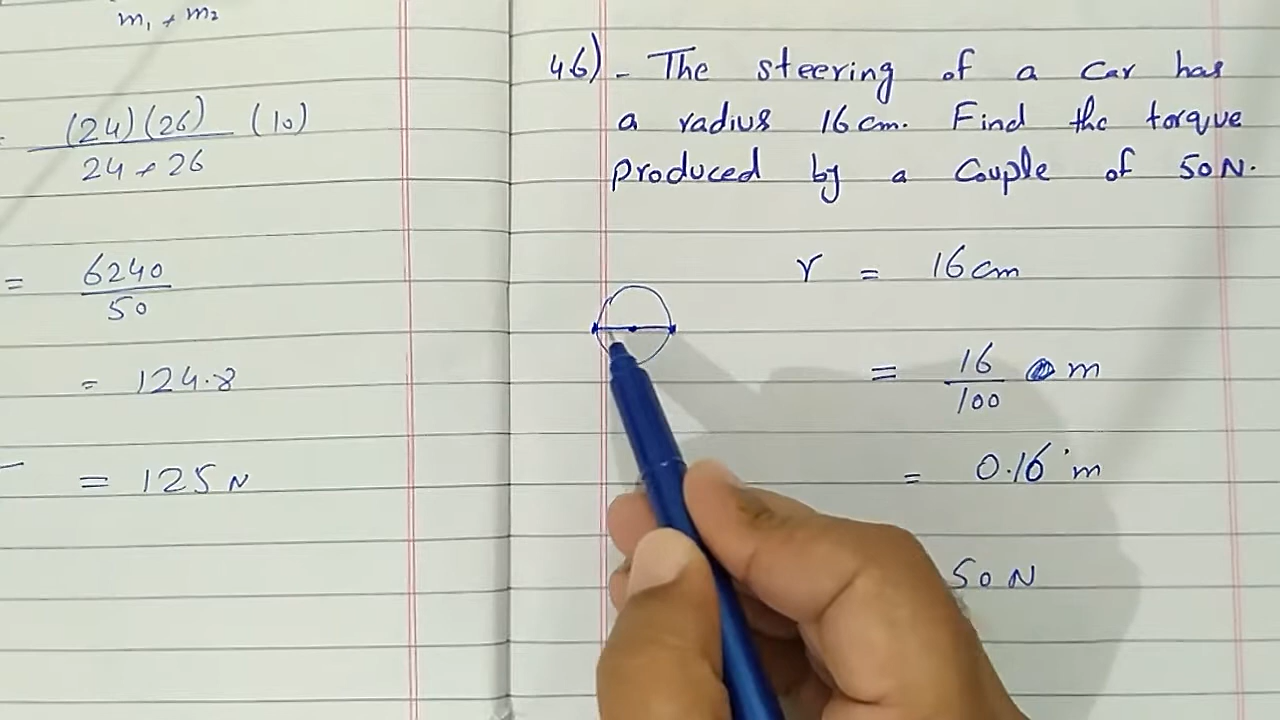 m₁ + m₂
(24)(26) (10)
24 + 26
= 6240
50
= 124.8
= 125 N
46) - The steering of a car has
a radius 16 cm. Find the torque
produced by a couple of 50 N.
r = 16 cm
= 16 m
100
= 0.16 m
50 N